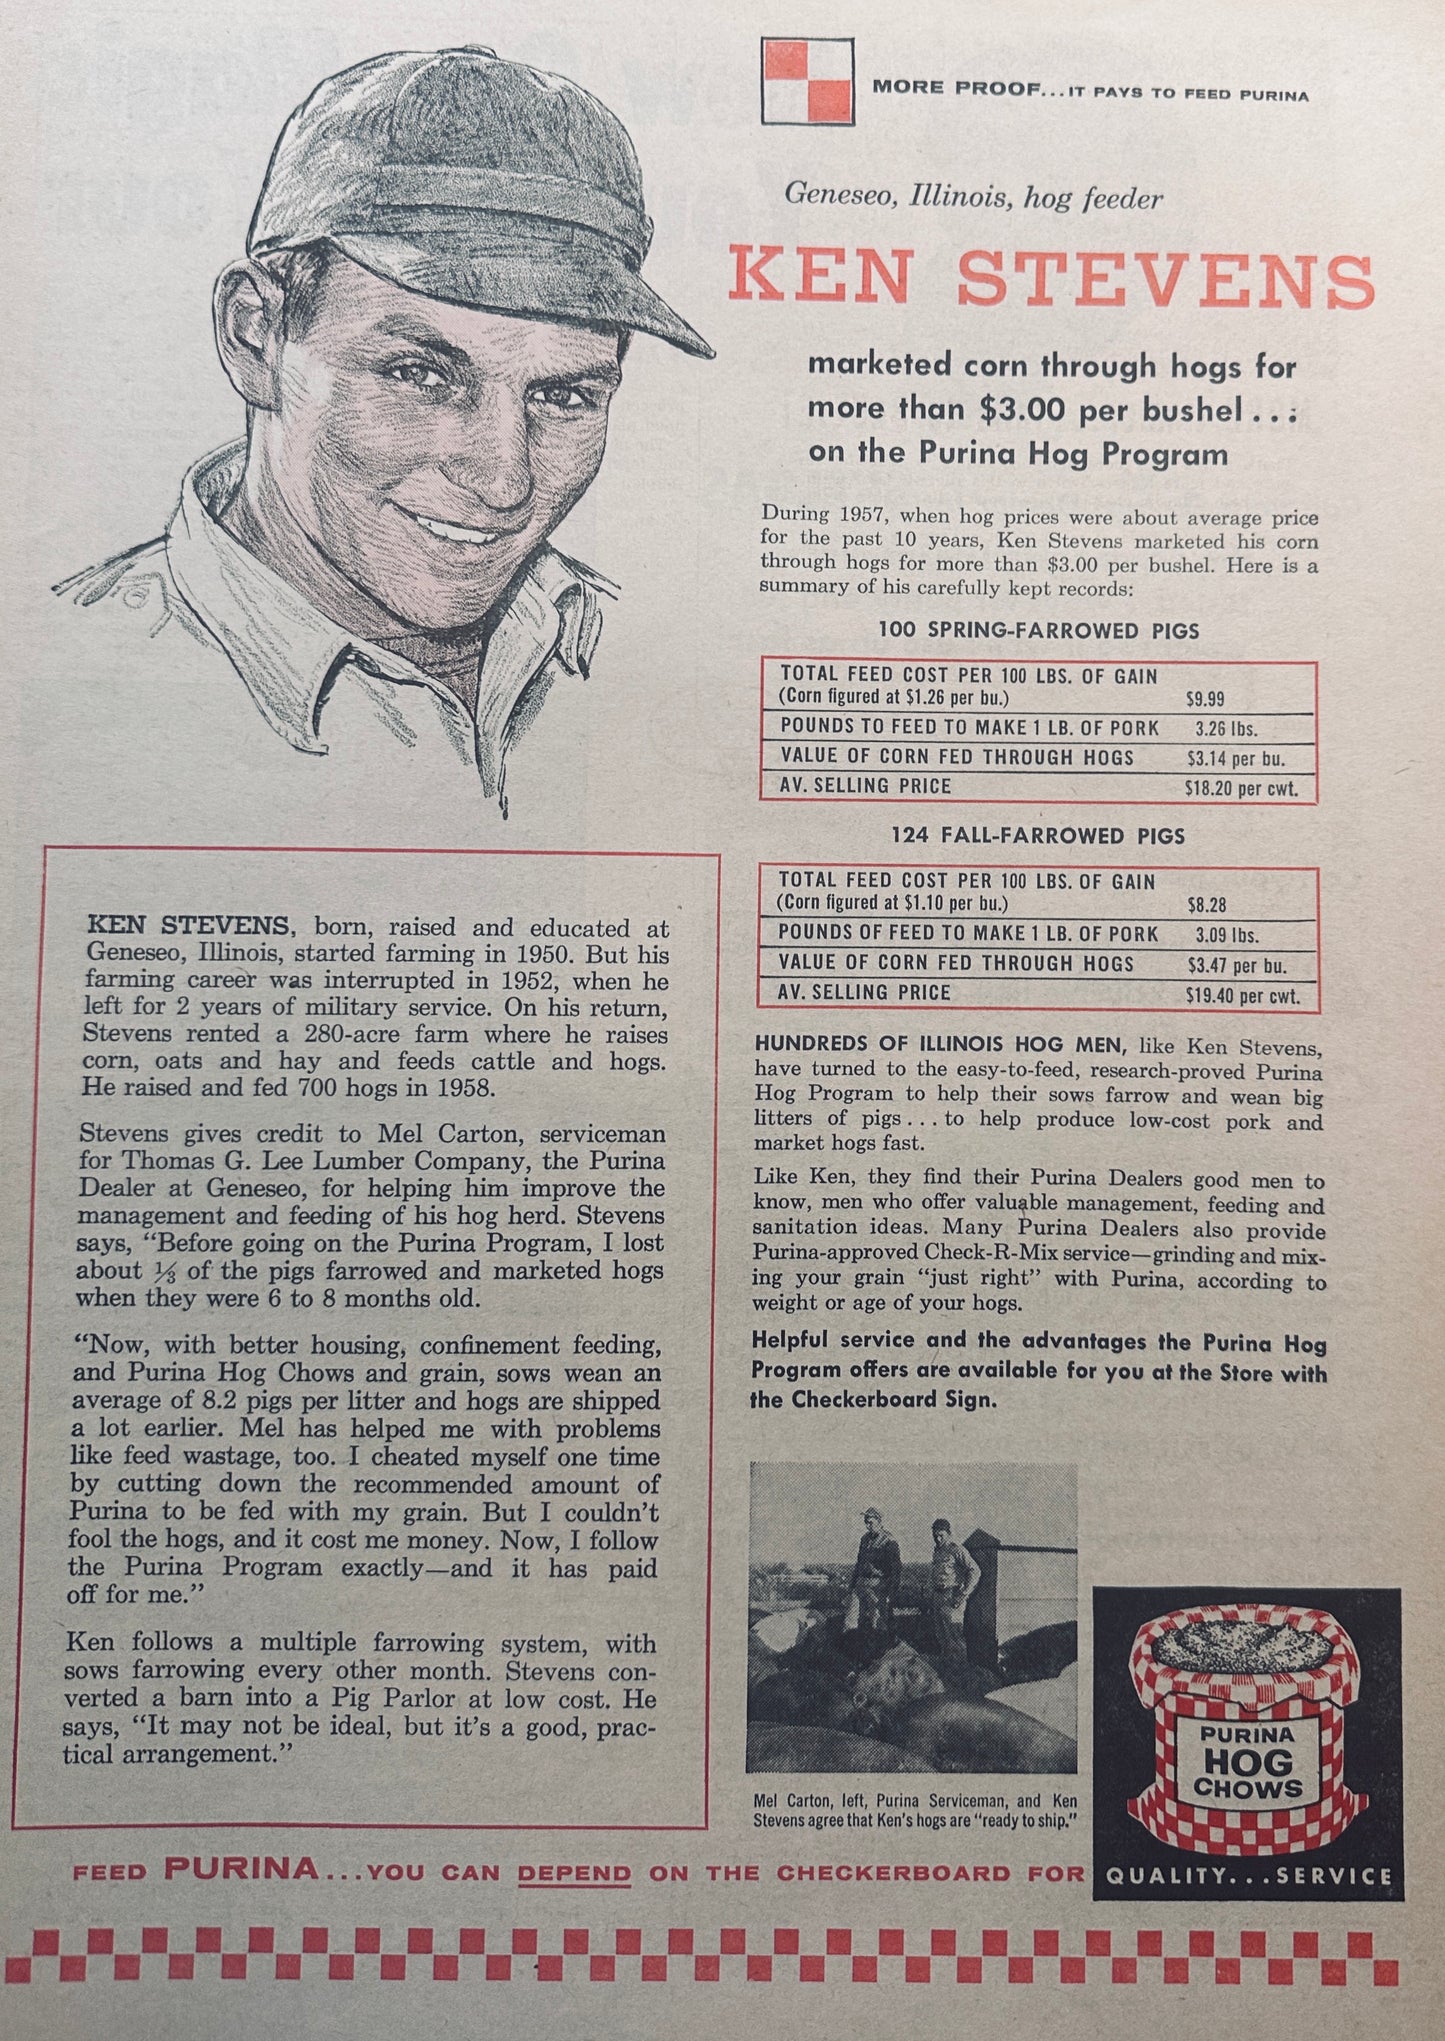 MORE PROOF...IT PAYS TO FEED PURINA
Geneseo, Illinois, hog feeder
KEN STEVENS
marketed corn through hogs for
more than $3.00 per bushel...
on the Purina Hog Program
During 1957, when hog prices were about average price
for the past 10 years, Ken Stevens marketed his corn
through hogs for more than $3.00 per bushel. Here is a
summary of his carefully kept records:
100 SPRING-FARROWED PIGS
TOTAL FEED COST PER 100 LBS. OF GAIN
(Corn figured at $1.26 per bu.) $9.99
POUNDS TO FEED TO MAKE 1 LB. OF PORK 3.26 lbs.
VALUE OF CORN FED THROUGH HOGS $3.14 per bu.
AV. SELLING PRICE $18.20 per cwt.
124 FALL-FARROWED PIGS
TOTAL FEED COST PER 100 LBS. OF GAIN
(Corn figured at $1.10 per bu.) $8.28
POUNDS OF FEED TO MAKE 1 LB. OF PORK 3.09 lbs.
VALUE OF CORN FED THROUGH HOGS $3.47 per bu.
AV. SELLING PRICE $19.40 per cwt.
HUNDREDS OF ILLINOIS HOG MEN, like Ken Stevens,
have turned to the easy-to-feed, research-proved Purina
Hog Program to help their sows farrow and wean big
litters of pigs...to help produce low-cost pork and
market hogs fast.
Like Ken, they find their Purina Dealers good men to
know, men who offer valuable management, feeding and
sanitation ideas. Many Purina Dealers also provide
Purina-approved Check-R-Mix service—grinding and mix-
ing your grain “just right” with Purina, according to
weight or age of your hogs.
Helpful service and the advantages the Purina Hog
Program offers are available for you at the Store with
the Checkerboard Sign.
KEN STEVENS, born, raised and educated at
Geneseo, Illinois, started farming in 1950. But his
farming career was interrupted in 1952, when he
left for 2 years of military service. On his return,
Stevens rented a 280-acre farm where he raises
corn, oats and hay and feeds cattle and hogs.
He raised and fed 700 hogs in 1958.
Stevens gives credit to Mel Carton, serviceman
for Thomas G. Lee Lumber Company, the Purina
Dealer at Geneseo, for helping him improve the
management and feeding of his hog herd. Stevens
says, “Before going on the Purina Program, I lost
about ⅓ of the pigs farrowed and marketed hogs
when they were 6 to 8 months old.
“Now, with better housing, confinement feeding,
and Purina Hog Chows and grain, sows wean an
average of 8.2 pigs per litter and hogs are shipped
a lot earlier. Mel has helped me with problems
like feed wastage, too. I cheated myself one time
by cutting down the recommended amount of
Purina to be fed with my grain. But I couldn’t
fool the hogs, and it cost me money. Now, I follow
the Purina Program exactly—and it has paid
off for me.”
Ken follows a multiple farrowing system, with
sows farrowing every other month. Stevens con-
verted a barn into a Pig Parlor at low cost. He
says, “It may not be ideal, but it’s a good, prac-
tical arrangement.”
Mel Carton, left, Purina Serviceman, and Ken
Stevens agree that Ken’s hogs are “ready to ship.”
PURINA
HOG
CHOWS
FEED PURINA...YOU CAN DEPEND ON THE CHECKERBOARD FOR QUALITY...SERVICE